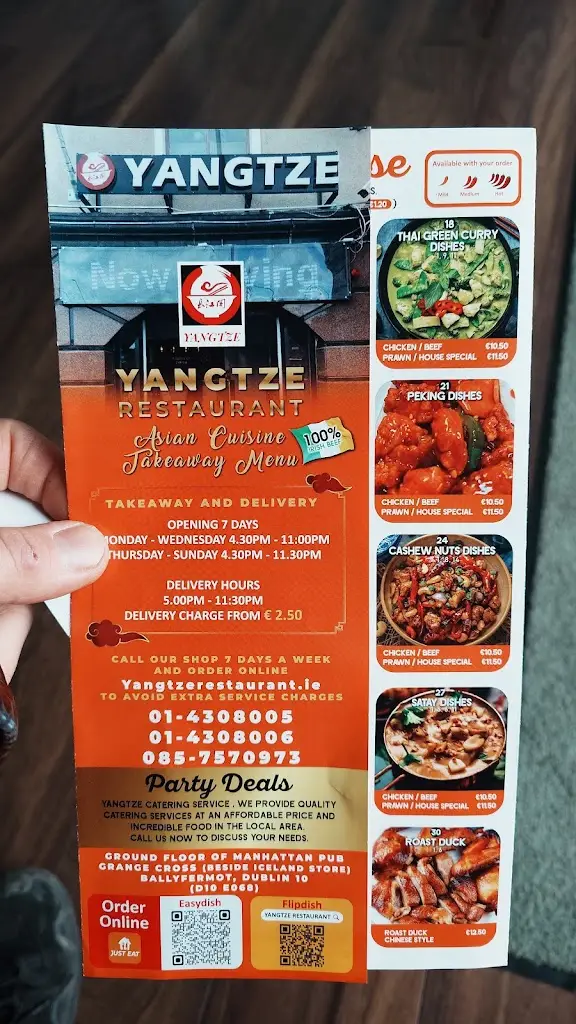 YANGTZE
YANGTZE
YANGTZE
RESTAURANT
Asian Cuisine
Takeaway Menu
100%
IRISH BEEF
TAKEAWAY AND DELIVERY
OPENING 7 DAYS
ONDAY - WEDNESDAY 4.30PM - 11:00PM
THURSDAY - SUNDAY 4.30PM - 11.30PM
DELIVERY HOURS
5.00PM - 11:30PM
DELIVERY CHARGE FROM € 2.50
CALL OUR SHOP 7 DAYS A WEEK
AND ORDER ONLINE
Yangtzerestaurant.ie
TO AVOID EXTRA SERVICE CHARGES
01-4308005
01-4308006
085-7570973
Party Deals
YANGTZE CATERING SERVICE , WE PROVIDE QUALITY
CATERING SERVICES AT AN AFFORDABLE PRICE AND
INCREDIBLE FOOD IN THE LOCAL AREA.
CALL US NOW TO DISCUSS YOUR NEEDS.
GROUND FLOOR OF MANHATTAN PUB
GRANGE CROSS (BESIDE ICELAND STORE)
BALLYFERMOT, DUBLIN 10
(D10 E068)
Order
Online
JUST EAT
Easydish
Flipdish
YANGTZE RESTAURANT
se
S.
€1.20 )
Available with your order
Mild
Medium
Hot
18
THAI GREEN CURRY
DISHES
CHICKEN / BEEF €10.50
PRAWN / HOUSE SPECIAL €11.50
21
PEKING DISHES
CHICKEN / BEEF €10.50
PRAWN / HOUSE SPECIAL €11.50
24
CASHEW NUTS DISHES
CHICKEN / BEEF €10.50
PRAWN / HOUSE SPECIAL €11.50
27
SATAY DISHES
CHICKEN / BEEF €10.50
PRAWN / HOUSE SPECIAL €11.50
30
ROAST DUCK
1, 6
ROAST DUCK €12.50
CHINESE STYLE